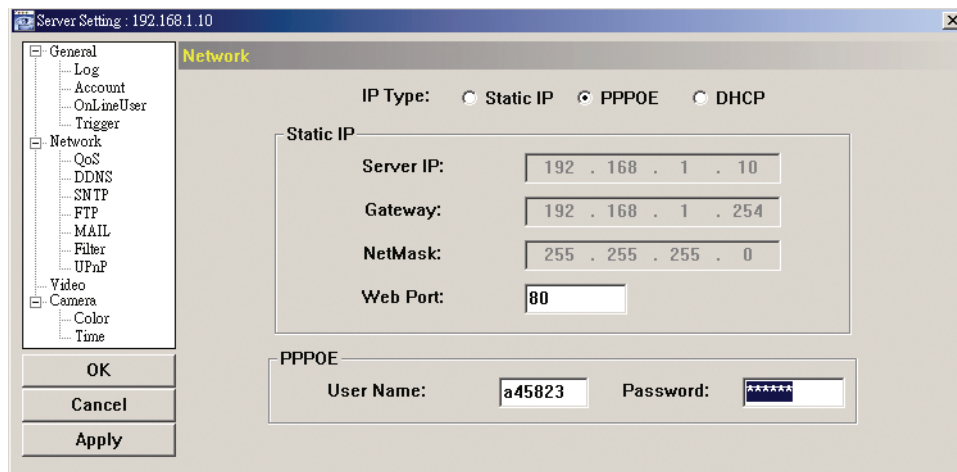 Server Setting : 192.168.1.10
General
Log
Account
OnLineUser
Trigger
Network
QoS
DDNS
SNTP
FTP
MAIL
Filter
UPnP
Video
Camera
Color
Time
OK
Cancel
Apply
Network
IP Type: Static IP PPPOE DHCP
Static IP
Server IP: 192 . 168 . 1 . 10
Gateway: 192 . 168 . 1 . 254
NetMask: 255 . 255 . 255 . 0
Web Port: 80
PPPOE
User Name: a45823 Password: ******